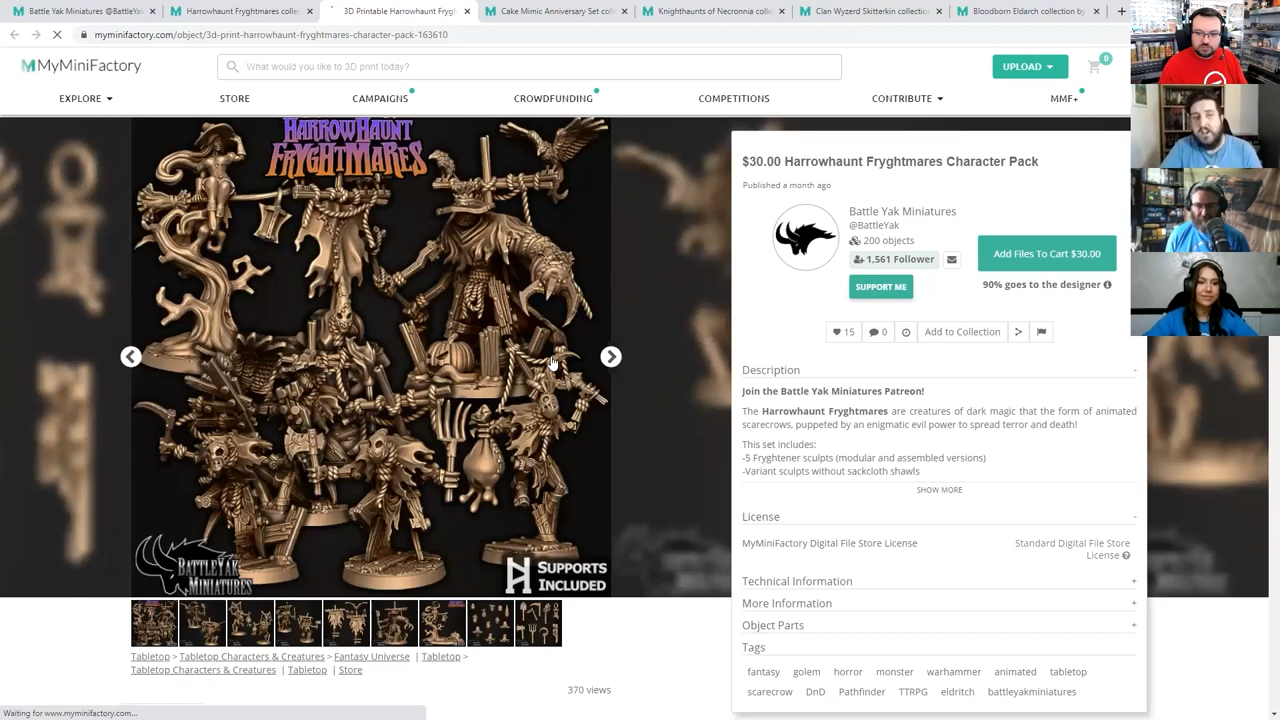 Battle Yak Miniatures @BattleYak
Harrowhaunt Fryghtmares colle
3D Printable Harrowhaunt Frygh
Cake Mimic Anniversary Set col
Knighthaunts of Necronnia colle
Clan Wyzerd Skitterkin collection
Bloodborn Eldarch collection by
myminifactory.com/object/3d-print-harrowhaunt-fryghtmares-character-pack-163610
MyMiniFactory
What would you like to 3D print today?
UPLOAD
0
EXPLORE
STORE
CAMPAIGNS
CROWDFUNDING
COMPETITIONS
CONTRIBUTE
MMF+
HARROWHAUNT
FRYGHTMARES
BATTLEYAK
MINIATURES
SUPPORTS
INCLUDED
$30.00 Harrowhaunt Fryghtmares Character Pack
Published a month ago
Battle Yak Miniatures
@BattleYak
200 objects
1,561 Follower
SUPPORT ME
Add Files To Cart $30.00
90% goes to the designer
15
0
Add to Collection
Description -
Join the Battle Yak Miniatures Patreon!
The Harrowhaunt Fryghtmares are creatures of dark magic that the form of animated
scarecrows, puppeted by an enigmatic evil power to spread terror and death!
This set includes:
-5 Fryghtener sculpts (modular and assembled versions)
-Variant sculpts without sackcloth shawls
SHOW MORE
License -
MyMiniFactory Digital File Store License
Standard Digital File Store
License
Technical Information +
More Information +
Object Parts +
Tags
fantasy golem horror monster warhammer animated tabletop
scarecrow DnD Pathfinder TTRPG eldritch battleyakminiatures
Tabletop > Tabletop Characters & Creatures > Fantasy Universe | Tabletop >
Tabletop Characters & Creatures | Tabletop | Store
370 views
Waiting for www.myminifactory.com...